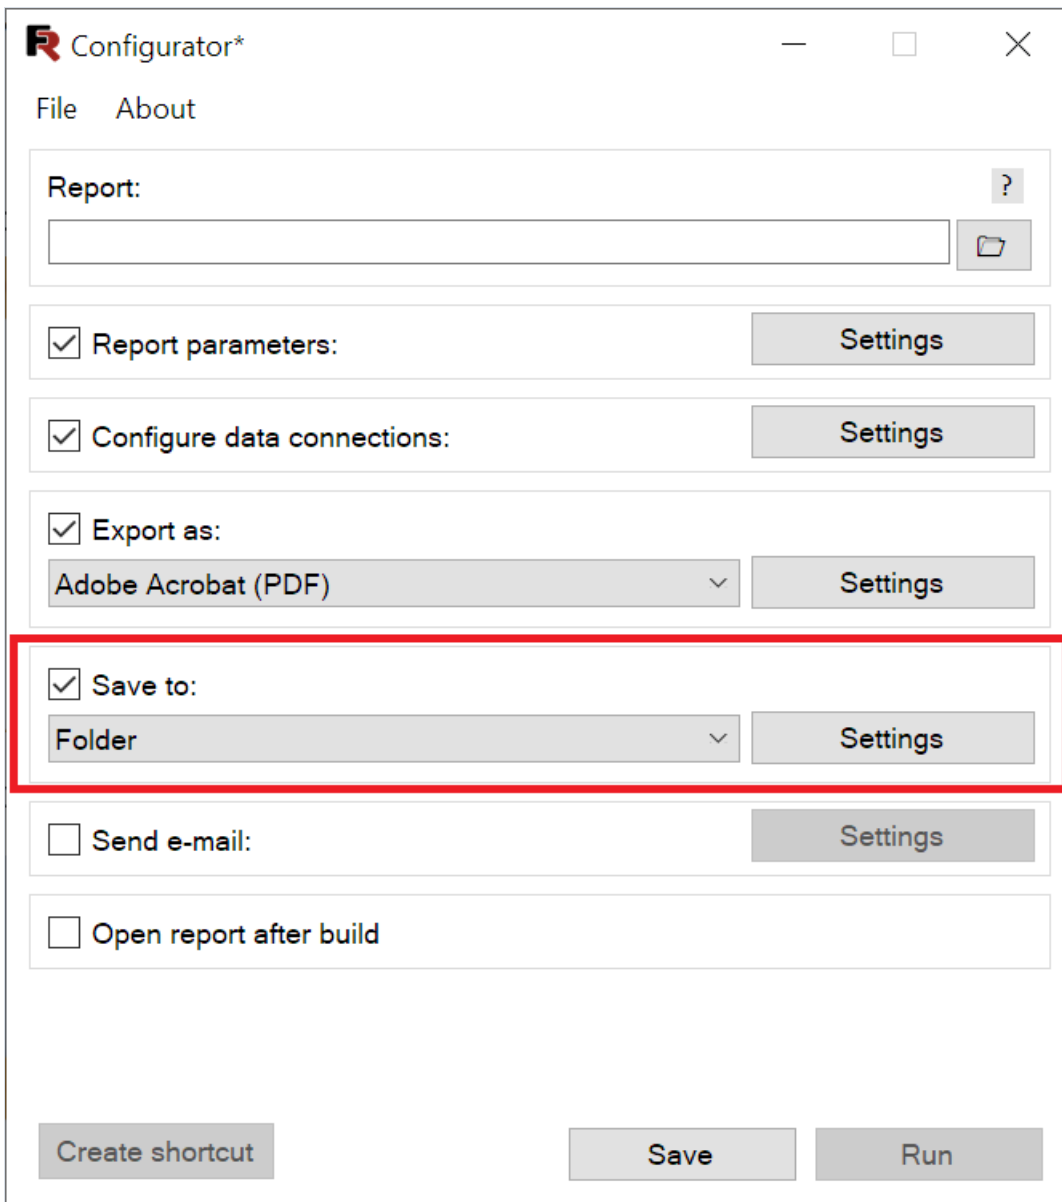 FR Configurator*
File About
Report: ?
Report parameters: Settings
Configure data connections: Settings
Export as:
Adobe Acrobat (PDF) Settings
Save to:
Folder Settings
Send e-mail: Settings
Open report after build
Create shortcut Save Run